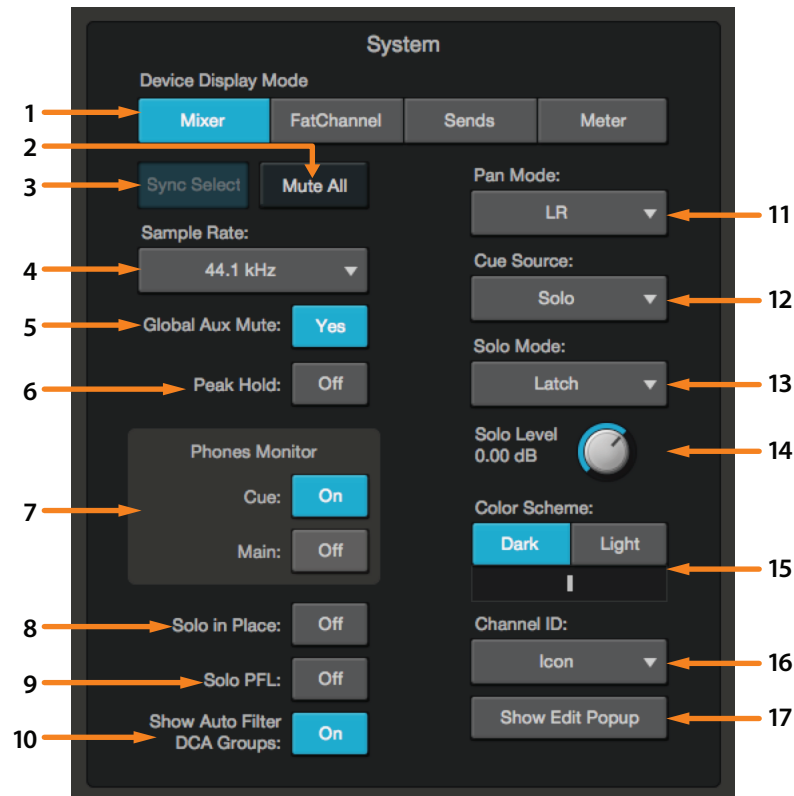 System
Device Display Mode
1
Mixer FatChannel Sends Meter
2
3
Sync Select Mute All
Sample Rate:
4
44.1 kHz
5
Global Aux Mute: Yes
6
Peak Hold: Off
7
Phones Monitor
Cue: On
Main: Off
8
Solo in Place: Off
9
Solo PFL: Off
10
Show Auto Filter
DCA Groups: On
Pan Mode:
LR
11
Cue Source:
Solo
12
Solo Mode:
Latch
13
Solo Level
0.00 dB
14
Color Scheme:
Dark Light
15
Channel ID:
Icon
16
Show Edit Popup
17